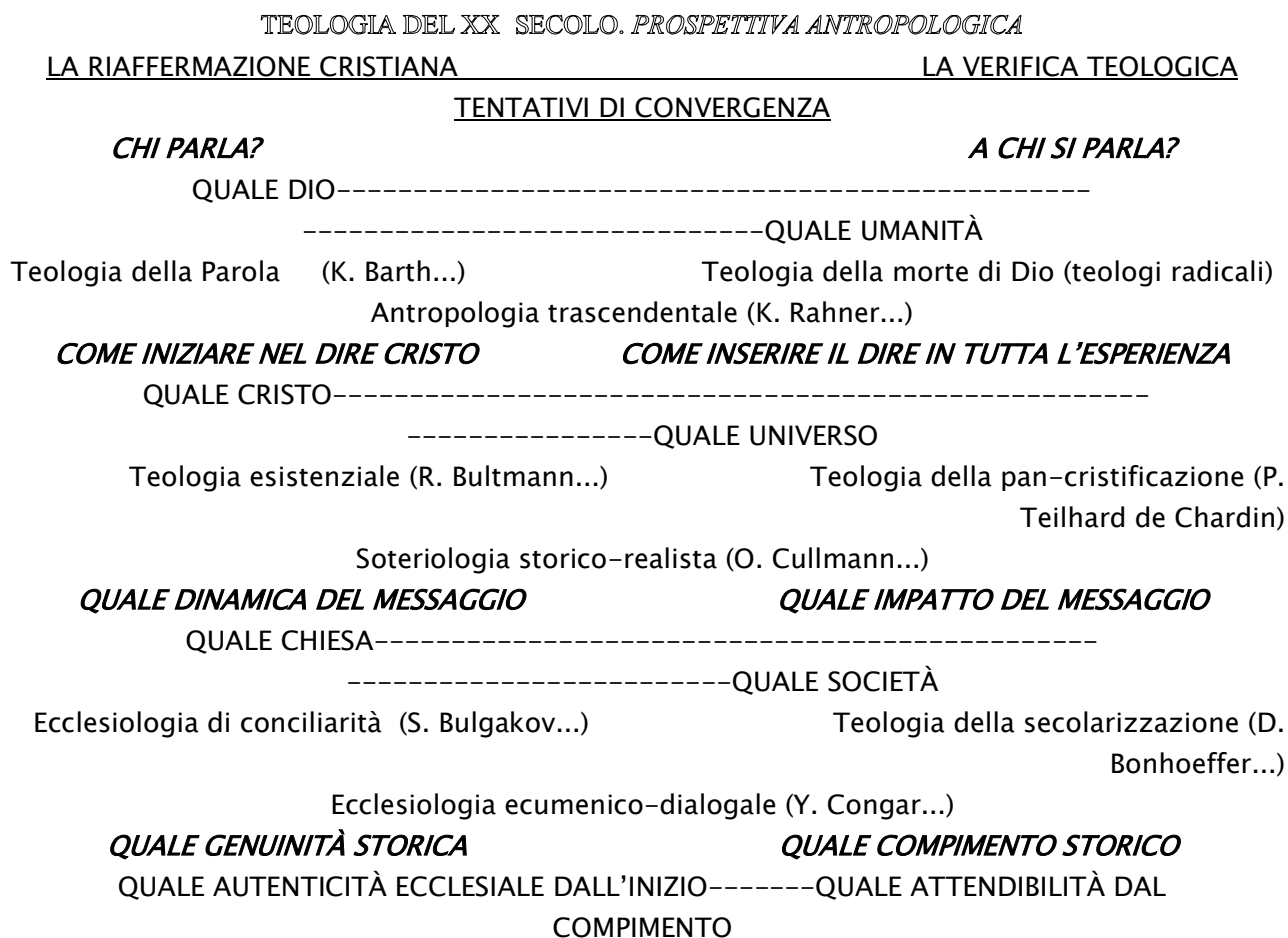 TEOLOGIA DEL XX SECOLO. PROSPETTIVA ANTROPOLOGICA
LA RIAFFERMAZIONE CRISTIANA LA VERIFICA TEOLOGICA
TENTATIVI DI CONVERGENZA
CHI PARLA? A CHI SI PARLA?
QUALE DIO-------------------------------------------------
------------------------------QUALE UMANITÀ
Teologia della Parola (K. Barth...) Teologia della morte di Dio (teologi radicali)
Antropologia trascendentale (K. Rahner...)
COME INIZIARE NEL DIRE CRISTO COME INSERIRE IL DIRE IN TUTTA L'ESPERIENZA
QUALE CRISTO-----------------------------------------------------
----------------QUALE UNIVERSO
Teologia esistenziale (R. Bultmann...) Teologia della pan-cristificazione (P.
Teilhard de Chardin)
Soteriologia storico-realista (O. Cullmann...)
QUALE DINAMICA DEL MESSAGGIO QUALE IMPATTO DEL MESSAGGIO
QUALE CHIESA-----------------------------------------------
-------------------------QUALE SOCIETÀ
Ecclesiologia di conciliarità (S. Bulgakov...) Teologia della secolarizzazione (D.
Bonhoeffer...)
Ecclesiologia ecumenico-dialogale (Y. Congar...)
QUALE GENUINITÀ STORICA QUALE COMPIMENTO STORICO
QUALE AUTENTICITÀ ECCLESIALE DALL'INIZIO-------QUALE ATTENDIBILITÀ DAL
COMPIMENTO